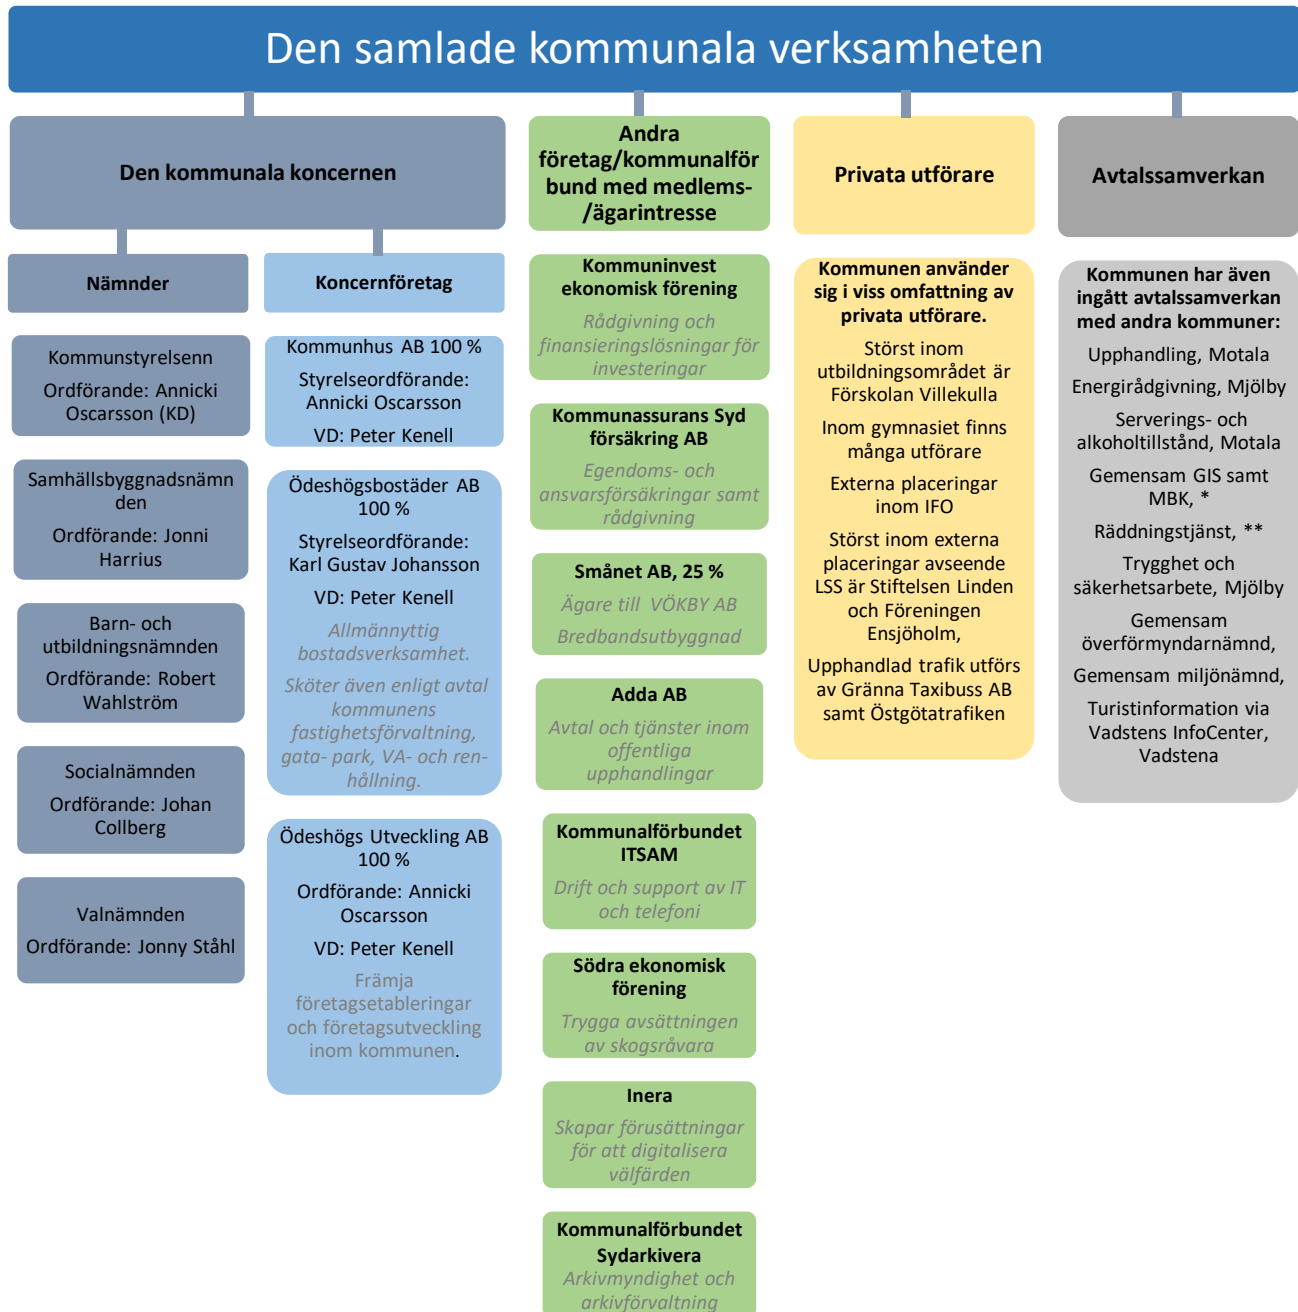 Den samlade kommunala verksamheten
Den kommunala koncernen
Nämnder
Kommunstyrelsenn
Ordförande: Annicki
Oscarsson (KD)
Samhällsbyggnadsnämn
den
Ordförande: Jonni
Harrius
Barn- och
utbildningsnämnden
Ordförande: Robert
Wahlström
Socialnämnden
Ordförande: Johan
Collberg
Valnämnden
Ordförande: Jonny Ståhl
Koncernföretag
Kommunhus AB 100 %
Styrelseordförande:
Annicki Oscarsson
VD: Peter Kenell
Ödeshögsbostäder AB
100 %
Styrelseordförande:
Karl Gustav Johansson
VD: Peter Kenell
Allmännyttig
bostadsverksamhet.
Sköter även enligt avtal
kommunens
fastighetsförvaltning,
gata- park, VA- och ren-
hållning.
Ödeshögs Utveckling AB
100 %
Ordförande: Annicki
Oscarsson
VD: Peter Kenell
Främja
företagsetableringar
och företagsutveckling
inom kommunen.
Andra
företag/kommunalför
bund med medlems-
/ägarintresse
Kommuninvest
ekonomisk förening
Rådgivning och
finansieringslösningar för
investeringar
Kommunassurans Syd
försäkring AB
Egendoms- och
ansvarsförsäkringar samt
rådgivning
Smånet AB, 25 %
Ägare till VÖKBY AB
Bredbandsutbyggnad
Adda AB
Avtal och tjänster inom
offentliga
upphandlingar
Kommunalförbundet
ITSAM
Drift och support av IT
och telefoni
Södra ekonomisk
förening
Trygga avsättningen
av skogsråvara
Inera
Skapar förusättningar
för att digitalisera
välfärden
Kommunalförbundet
Sydarkivera
Arkivmyndighet och
arkivförvaltning
Privata utförare
Kommunen använder
sig i viss omfattning av
privata utförare.
Störst inom
utbildningsområdet är
Förskolan Villekulla
Inom gymnasiet finns
många utförare
Externa placeringar
inom IFO
Störst inom externa
placeringar avseende
LSS är Stiftelsen Linden
och Föreningen
Ensjöholm,
Upphandlad trafik utförs
av Gränna Taxibuss AB
samt Östgötatrafiken
Avtalssamverkan
Kommunen har även
ingått avtalssamverkan
med andra kommuner:
Upphandling, Motala
Energirådgivning, Mjölby
Serverings- och
alkoholtillstånd, Motala
Gemensam GIS samt
MBK, *
Räddningstjänst, **
Trygghet och
säkerhetsarbete, Mjölby
Gemensam
överförmyndarnämnd,
Gemensam miljönämnd,
Turistinformation via
Vadstens InfoCenter,
Vadstena